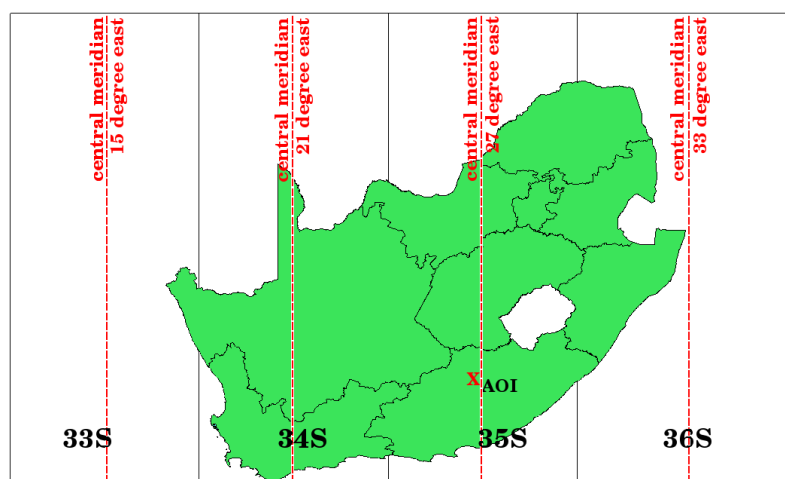 central meridian
15 degree east
central meridian
21 degree east
central meridian
27 degree east
central meridian
33 degree east
X
AOI
33S
34S
35S
36S